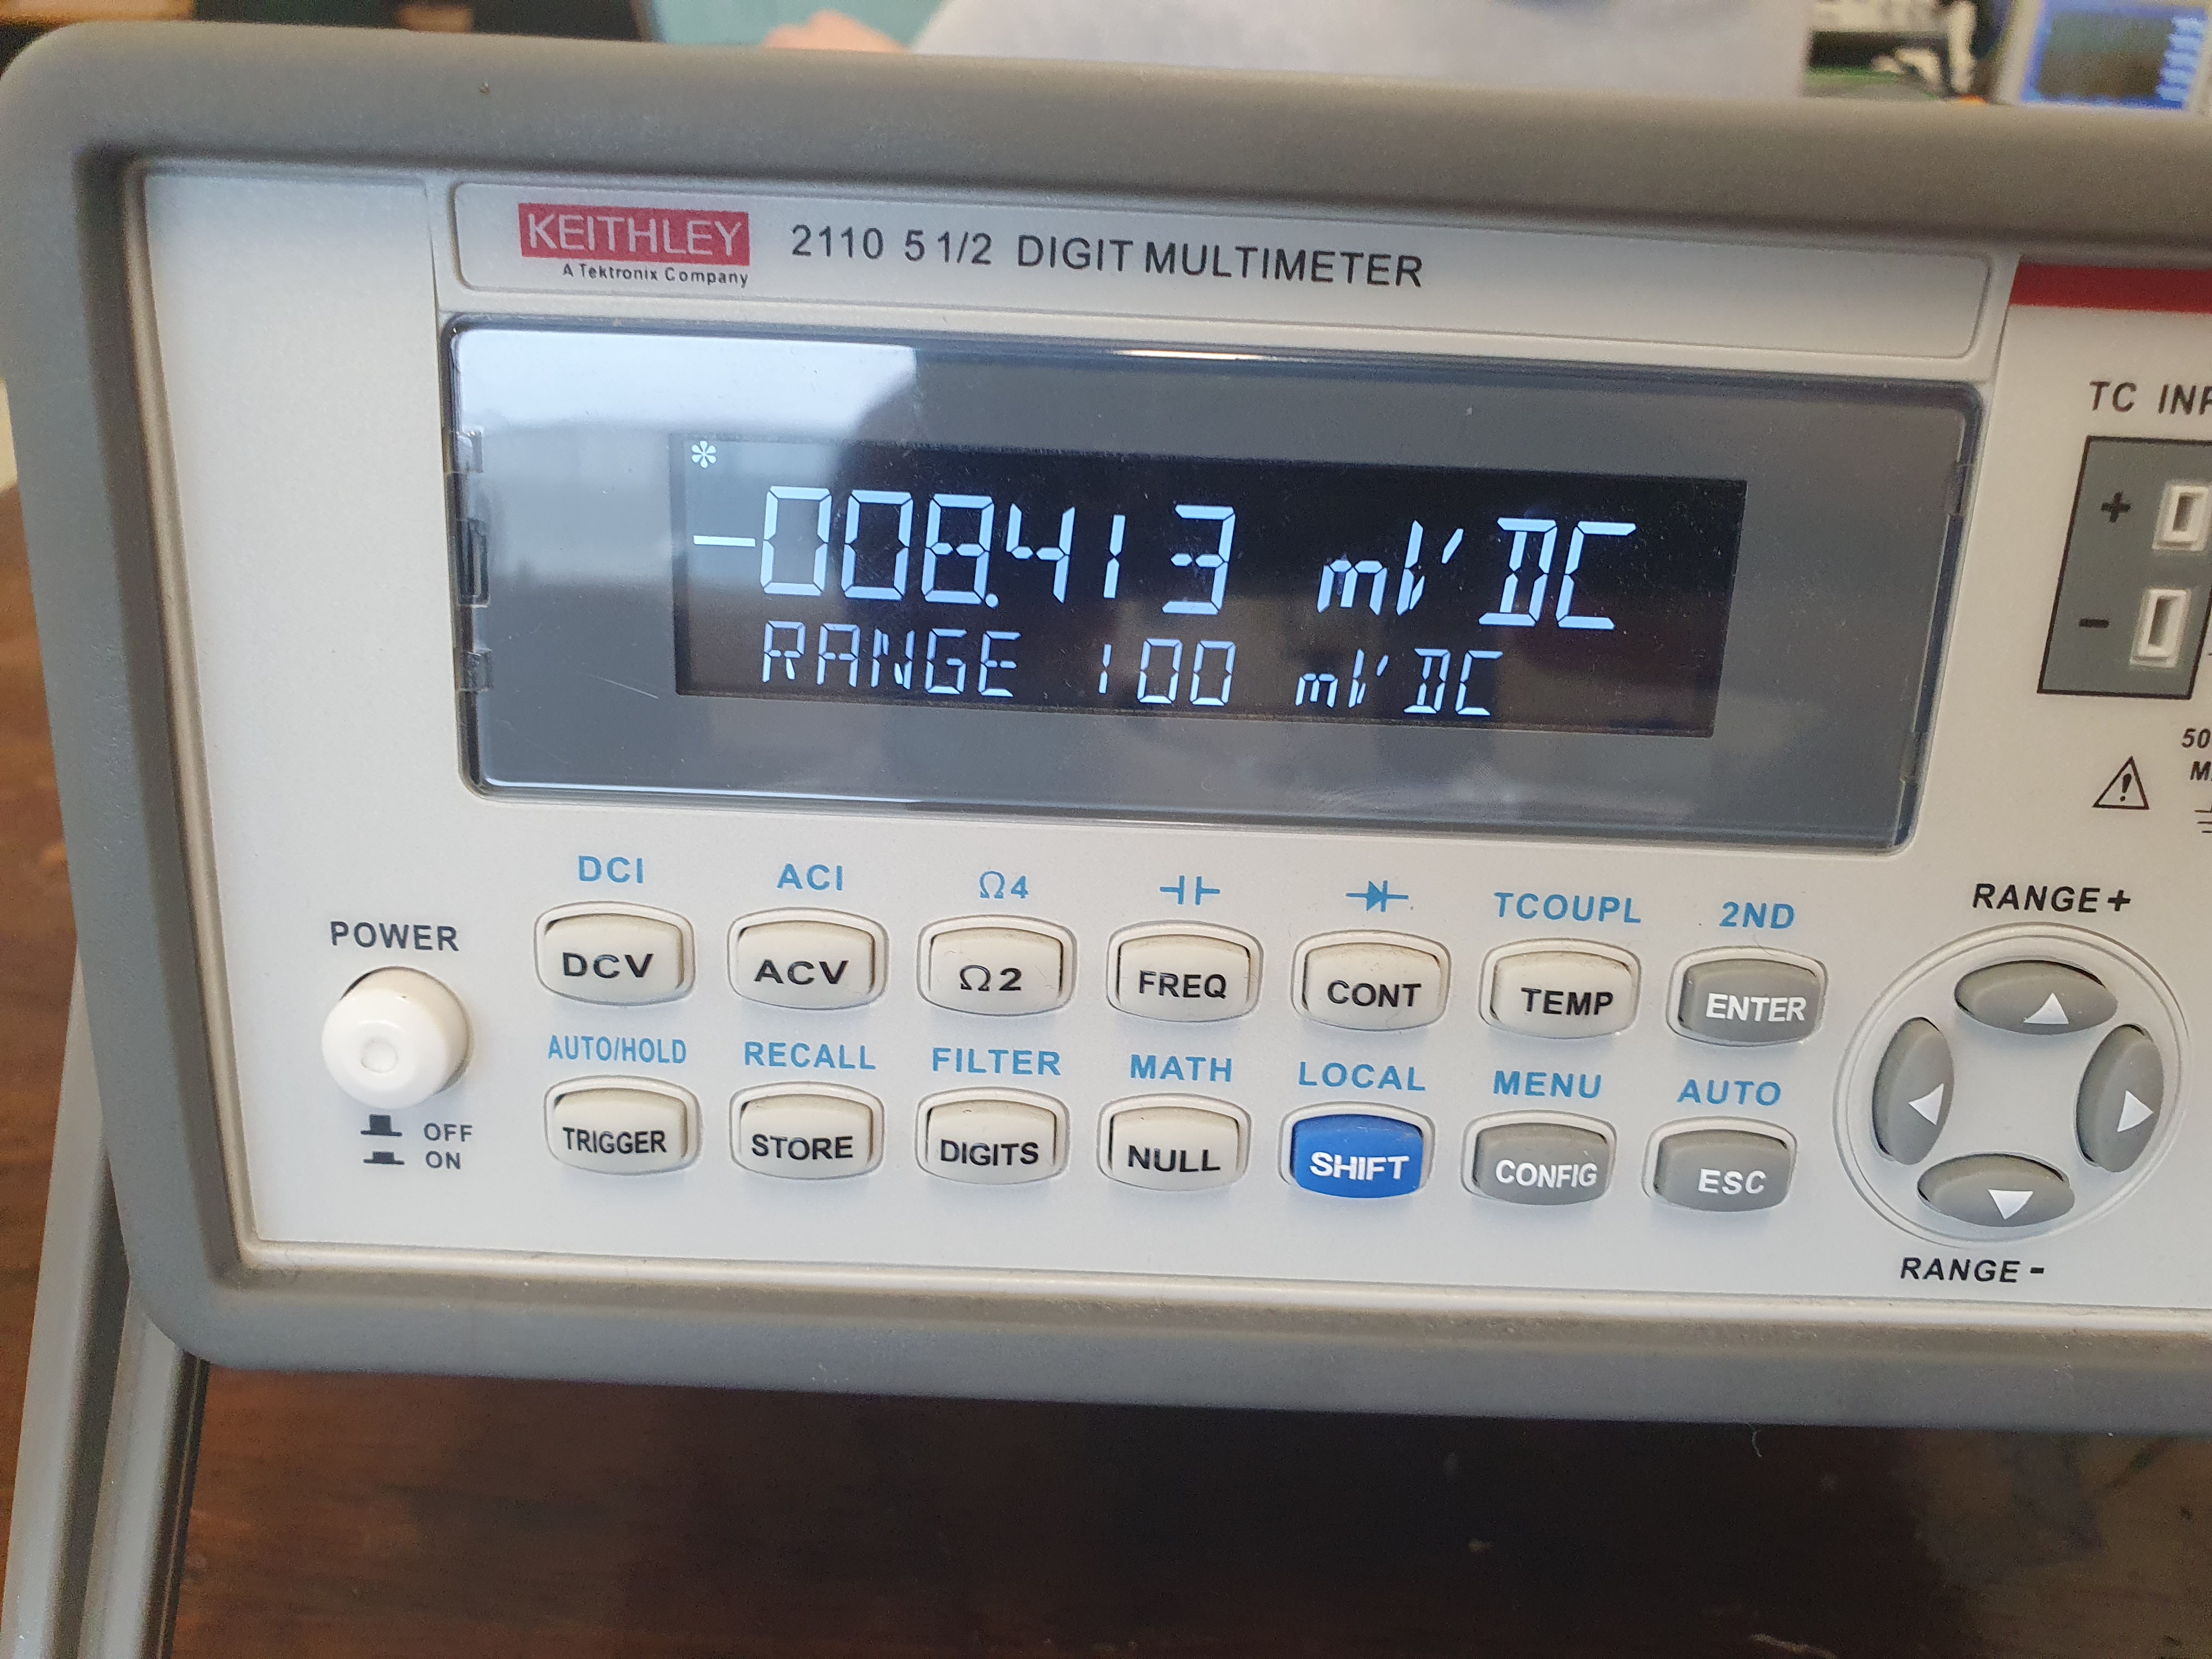 KEITHLEY
A Tektronix Company
2110 5 1/2 DIGIT MULTIMETER
*
-008.413 mV DC
RANGE 100 mV DC
TC
+
-
50
POWER
OFF
ON
DCI ACI Ω4 TCOUPL 2ND
DCV ACV Ω2 FREQ CONT TEMP ENTER
AUTO/HOLD RECALL FILTER MATH LOCAL MENU AUTO
TRIGGER STORE DIGITS NULL SHIFT CONFIG ESC
RANGE+
RANGE-